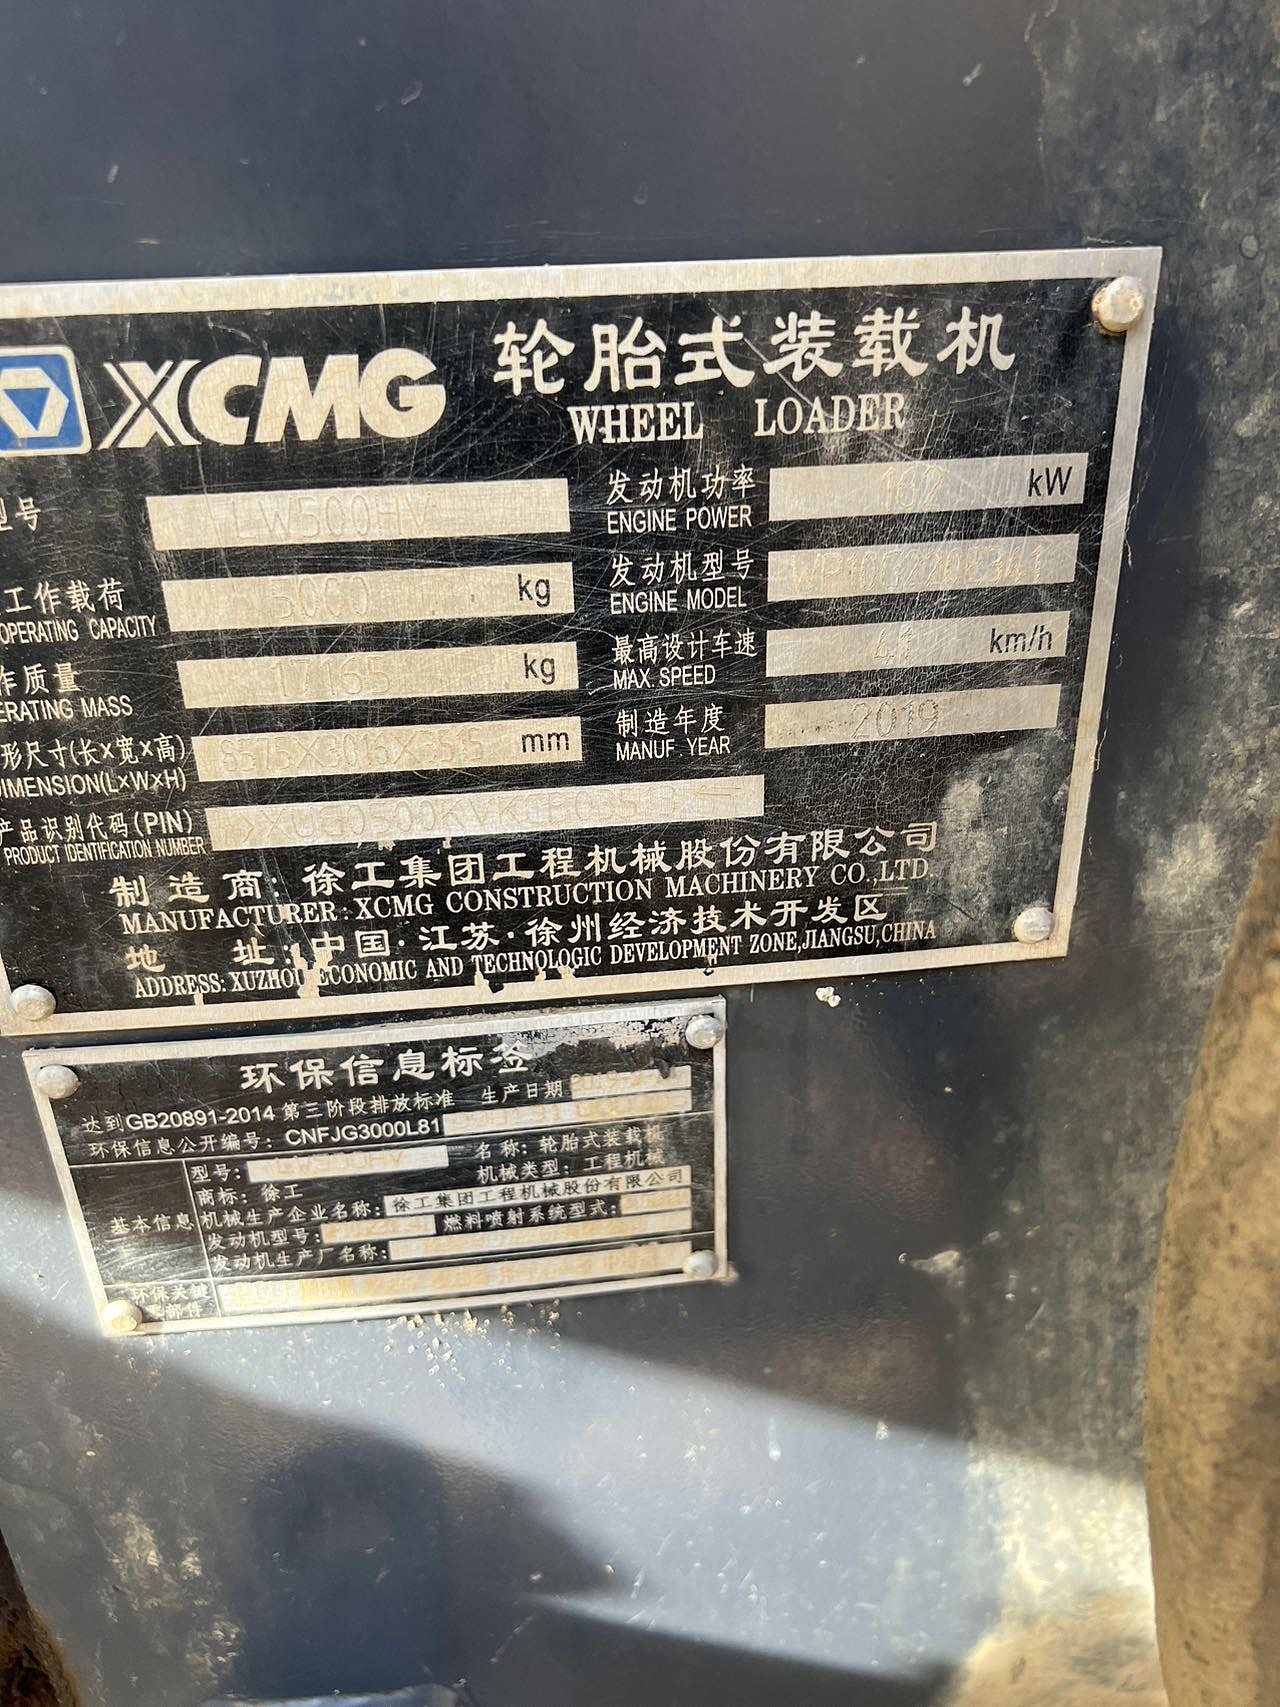 XCMG 轮胎式装载机
WHEEL LOADER
型号 LW500HV
发动机功率 162 kW
ENGINE POWER
工作载荷 5000 kg
OPERATING CAPACITY
发动机型号
ENGINE MODEL
作质量 17165 kg
ERATING MASS
最高设计车速 41 km/h
MAX. SPEED
形尺寸(长×宽×高) mm
DIMENSION(L×W×H)
制造年度 2019
MANUF. YEAR
产品识别代码(PIN)
PRODUCT IDENTIFICATION NUMBER
制造商:徐工集团工程机械股份有限公司
MANUFACTURER: XCMG CONSTRUCTION MACHINERY CO.,LTD.
地 址:中国·江苏·徐州经济技术开发区
ADDRESS: XUZHOU ECONOMIC AND TECHNOLOGIC DEVELOPMENT ZONE,JIANGSU,CHINA
环保信息标签
达到GB20891-2014 第三阶段排放标准 生产日期
环保信息公开编号: CNFJG3000L81
型号: LW500HV 名称: 轮胎式装载机
商标: 徐工 机械类型: 工程机械
基本信息 机械生产企业名称: 徐工集团工程机械股份有限公司
发动机型号: 燃料喷射系统型式:
发动机生产厂名称:
环保关键
部件